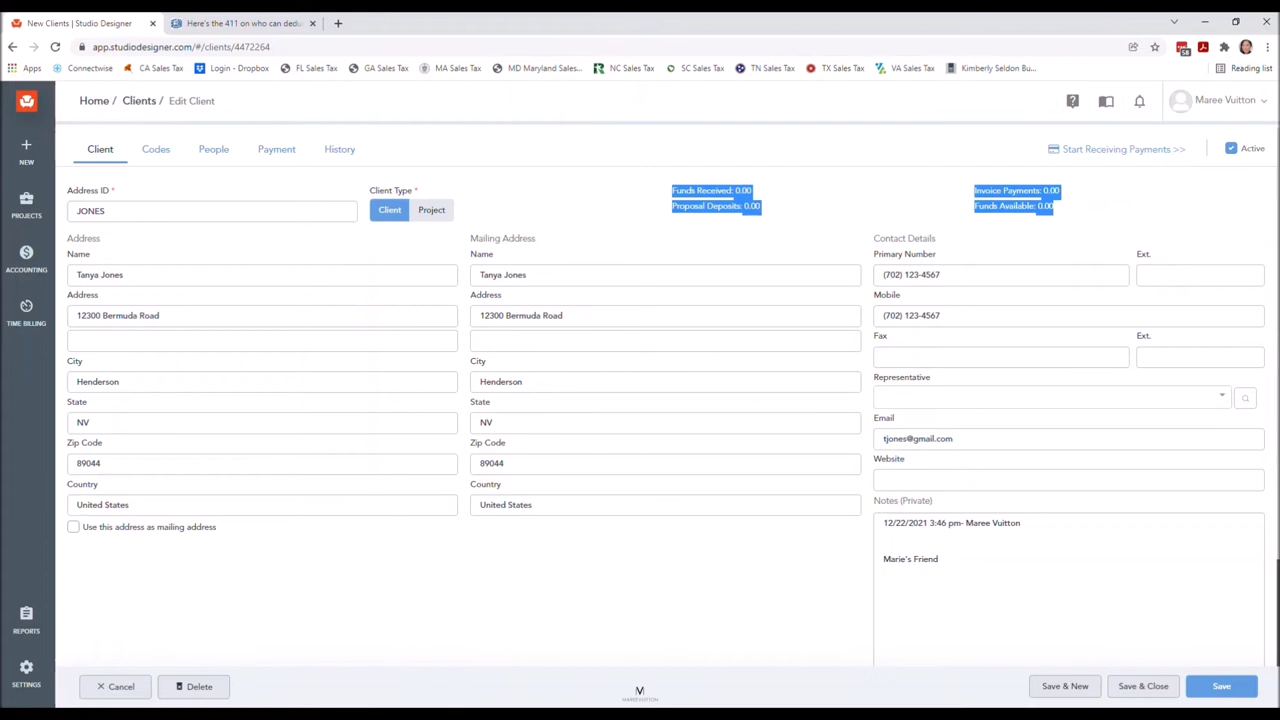 New Clients | Studio Designer
Here's the 411 on who can dedu
app.studiodesigner.com/#/clients/4472264
58
Apps
Connectwise
CA Sales Tax
Login - Dropbox
FL Sales Tax
GA Sales Tax
MA Sales Tax
MD Maryland Sales...
NC Sales Tax
SC Sales Tax
TN Sales Tax
TX Sales Tax
VA Sales Tax
Kimberly Seldon Bu...
Reading list
Home / Clients / Edit Client
Maree Vuitton
NEW
PROJECTS
ACCOUNTING
TIME BILLING
REPORTS
SETTINGS
Client
Codes
People
Payment
History
Start Receiving Payments >>
Active
Address ID *
JONES
Client Type *
Client
Project
Funds Received: 0.00
Proposal Deposits: 0.00
Invoice Payments: 0.00
Funds Available: 0.00
Address
Name
Tanya Jones
Address
12300 Bermuda Road
City
Henderson
State
NV
Zip Code
89044
Country
United States
Use this address as mailing address
Mailing Address
Name
Tanya Jones
Address
12300 Bermuda Road
City
Henderson
State
NV
Zip Code
89044
Country
United States
Contact Details
Primary Number
Ext.
(702) 123-4567
Mobile
(702) 123-4567
Fax
Ext.
Representative
Email
tjones@gmail.com
Website
Notes (Private)
12/22/2021 3:46 pm- Maree Vuitton
Marie's Friend
Cancel
Delete
M
MAREEVUITTON
Save & New
Save & Close
Save